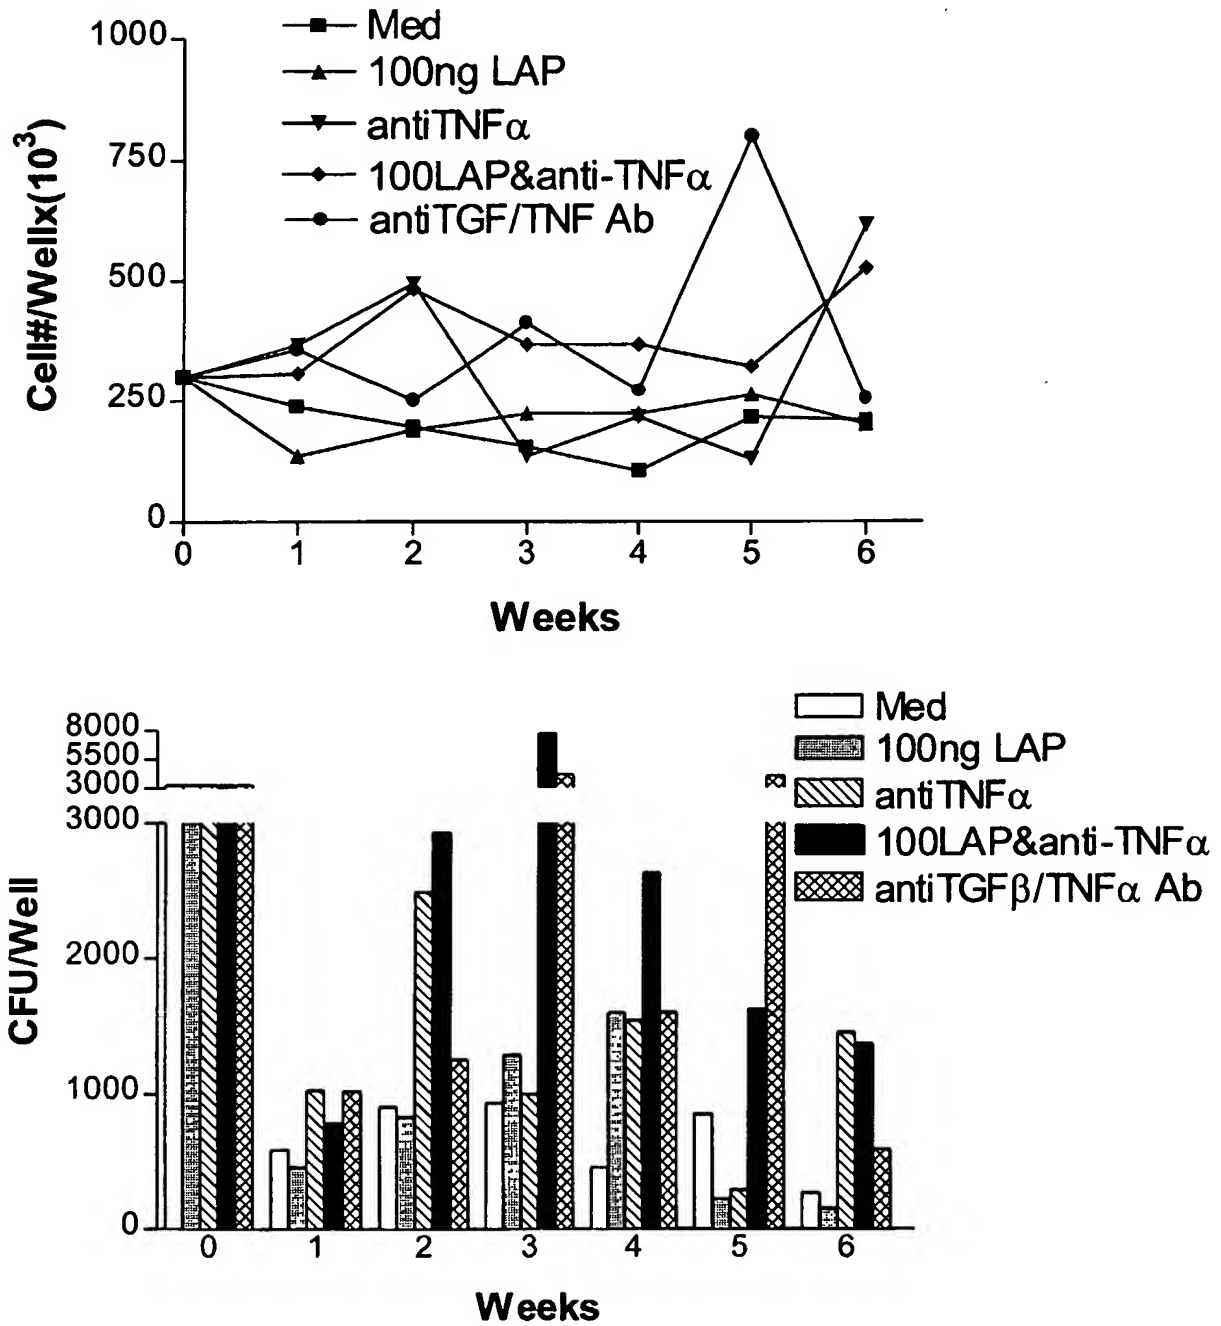 1000
750
500
250
0
Cell#/Wellx(10³)
Med
100ng LAP
antiTNFα
100LAP&anti-TNFα
antiTGF/TNF Ab
0 1 2 3 4 5 6
Weeks
8000
5500
3000
3000
2000
1000
0
CFU/Well
Med
100ng LAP
antiTNFα
100LAP&anti-TNFα
antiTGFβ/TNFα Ab
0 1 2 3 4 5 6
Weeks